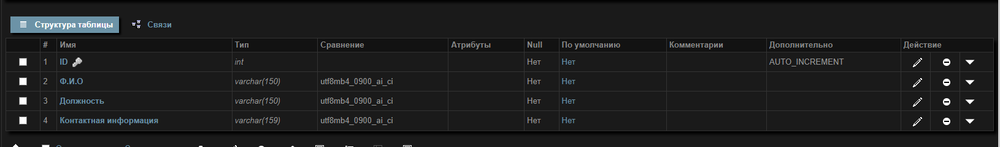 Структура таблицы Связи
# Имя Тип Сравнение Атрибуты Null По умолчанию Комментарии Дополнительно Действие
1 ID int Нет Нет AUTO_INCREMENT
2 Ф.И.О varchar(150) utf8mb4_0900_ai_ci Нет Нет
3 Должность varchar(150) utf8mb4_0900_ai_ci Нет Нет
4 Контактная информация varchar(159) utf8mb4_0900_ai_ci Нет Нет